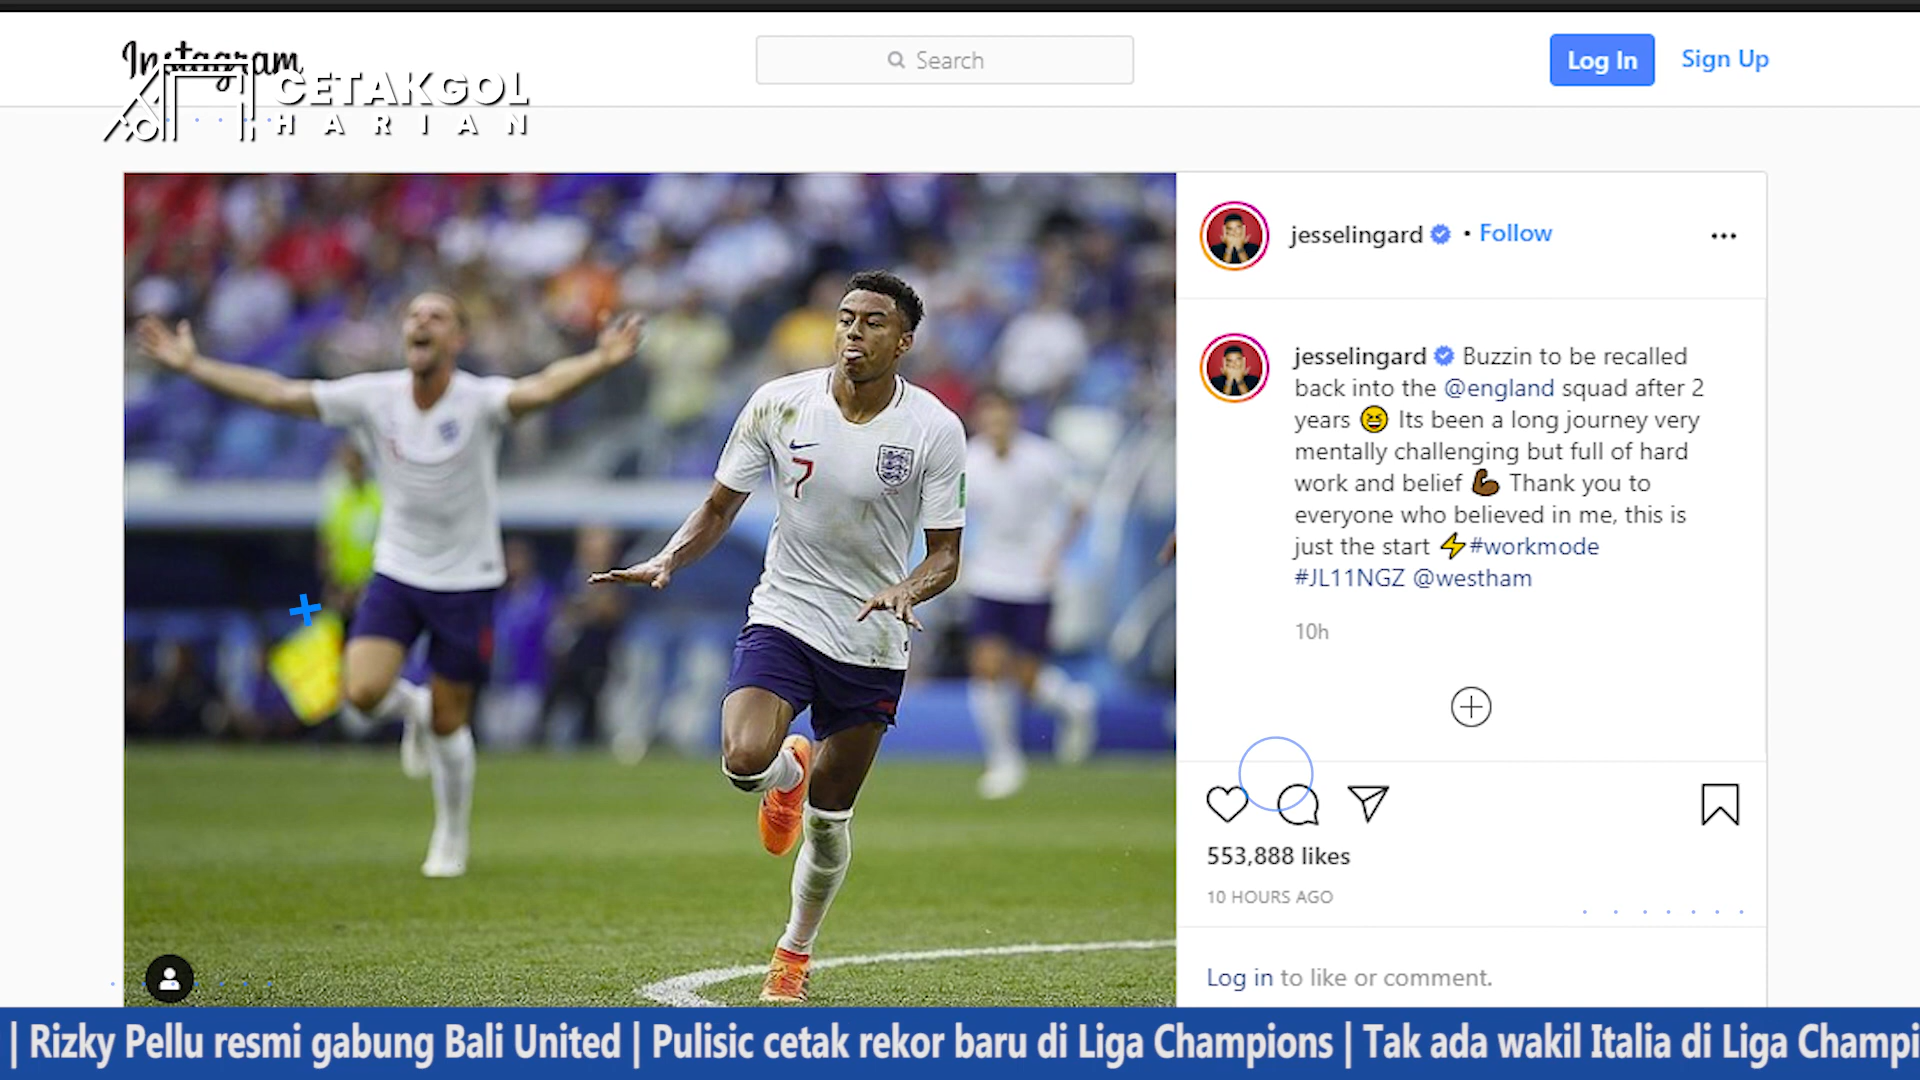 Instagram
CETAKGOL
HARIAN
Search
Log In
Sign Up
jesselingard • Follow
7
jesselingard Buzzin to be recalled
back into the @england squad after 2
years 😆 Its been a long journey very
mentally challenging but full of hard
work and belief 💪🏾 Thank you to
everyone who believed in me, this is
just the start ⚡#workmode
#JL11NGZ @westham
10h
553,888 likes
10 HOURS AGO
Log in to like or comment.
| Rizky Pellu resmi gabung Bali United | Pulisic cetak rekor baru di Liga Champions | Tak ada wakil Italia di Liga Champi